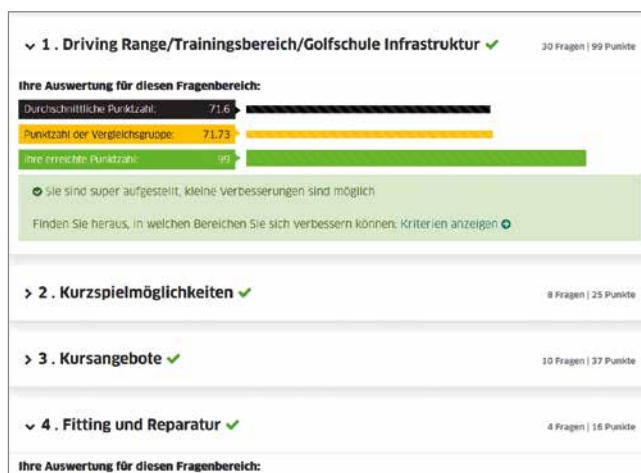 1 . Driving Range/Trainingsbereich/Golfschule Infrastruktur
30 Fragen | 99 Punkte
Ihre Auswertung für diesen Fragenbereich:
Durchschnittliche Punktzahl: 71.6
Punktzahl der Vergleichsgruppe: 71.73
Ihre erreichte Punktzahl: 99
Sie sind super aufgestellt, kleine Verbesserungen sind möglich
Finden Sie heraus, in welchen Bereichen Sie sich verbessern können: Kriterien anzeigen
2 . Kurzspielmöglichkeiten
8 Fragen | 25 Punkte
3 . Kursangebote
10 Fragen | 37 Punkte
4 . Fitting und Reparatur
4 Fragen | 16 Punkte
Ihre Auswertung für diesen Fragenbereich: